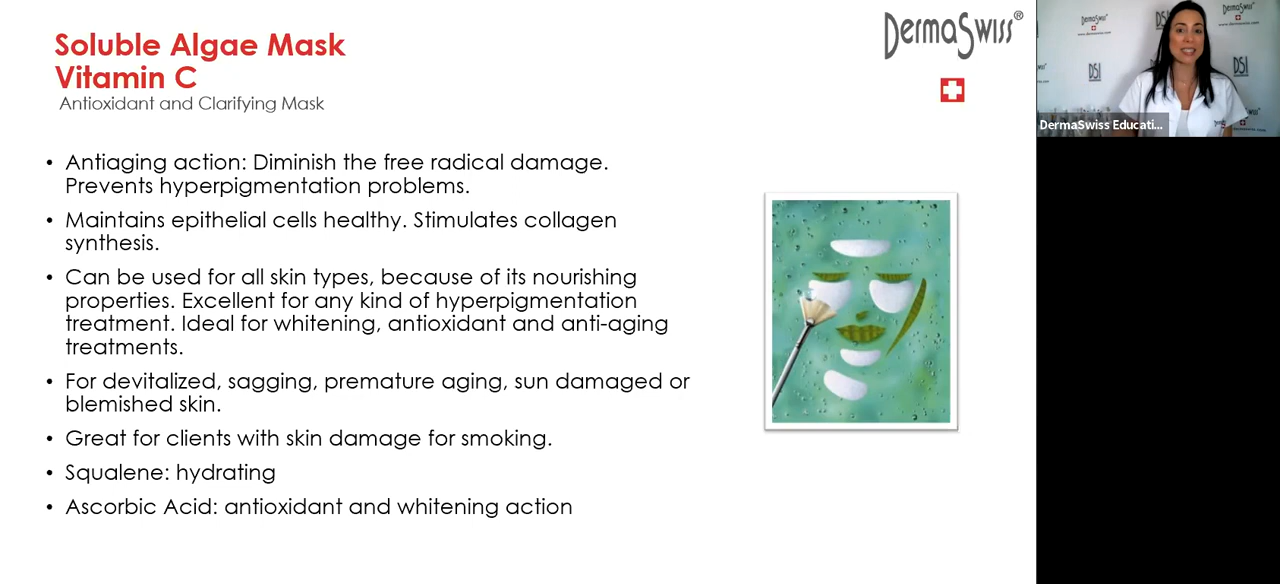 Soluble Algae Mask
Vitamin C
Antioxidant and Clarifying Mask
DermaSwiss®
• Antiaging action: Diminish the free radical damage.
Prevents hyperpigmentation problems.
• Maintains epithelial cells healthy. Stimulates collagen
synthesis.
• Can be used for all skin types, because of its nourishing
properties. Excellent for any kind of hyperpigmentation
treatment. Ideal for whitening, antioxidant and anti-aging
treatments.
• For devitalized, sagging, premature aging, sun damaged or
blemished skin.
• Great for clients with skin damage for smoking.
• Squalene: hydrating
• Ascorbic Acid: antioxidant and whitening action
DermaSwiss Educati...
DSI
DSI